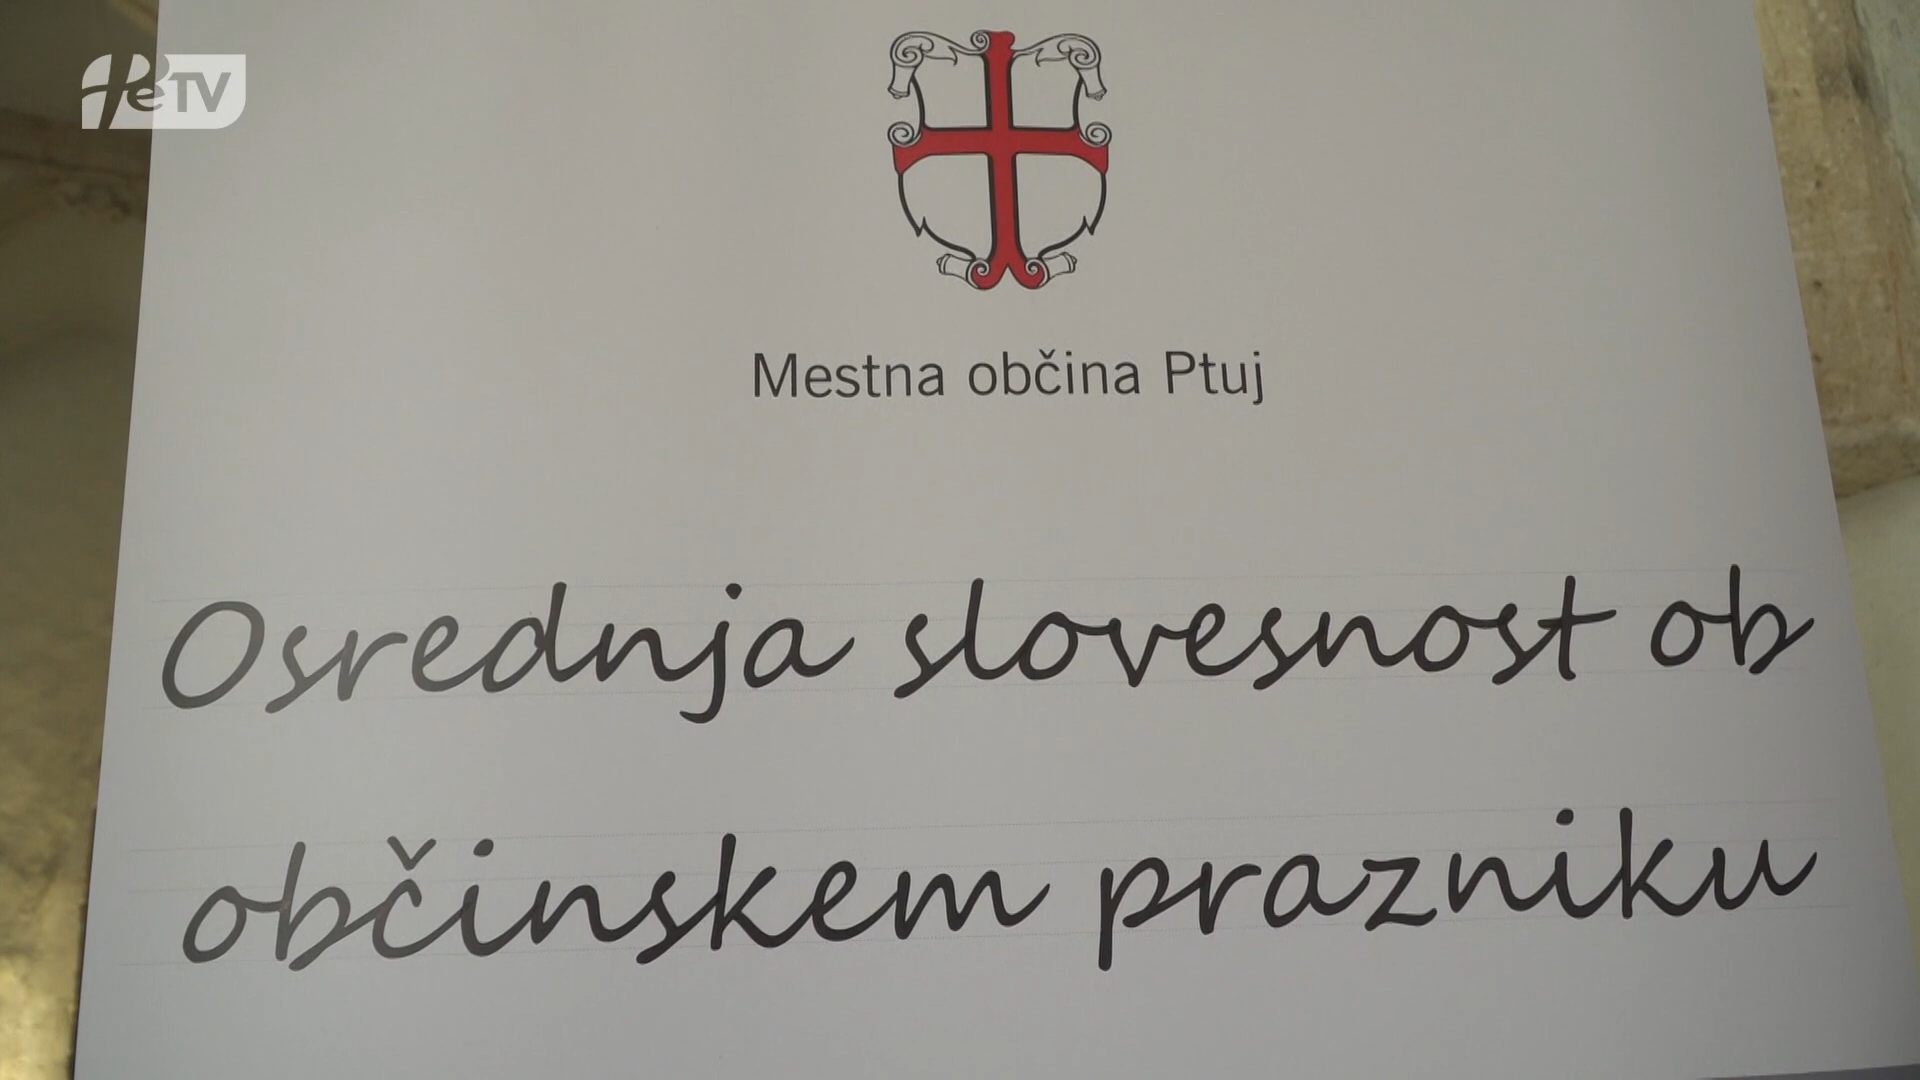 PeTV
Mestna občina Ptuj
Osrednja slovesnost ob
občinskem prazniku